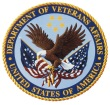 DEPARTMENT OF VETERANS AFFAIRS
UNITED STATES OF AMERICA